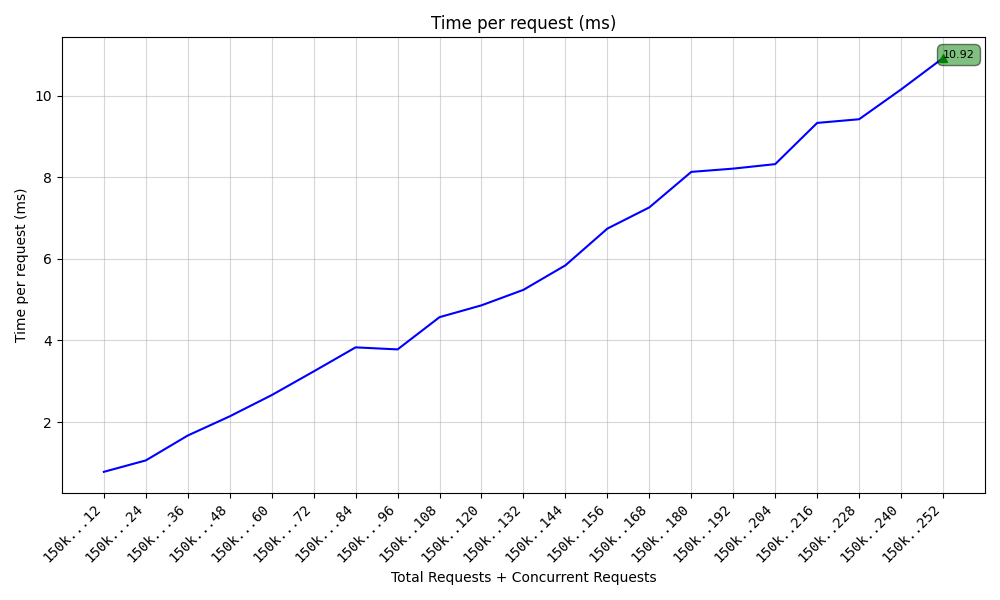 Time per request (ms)
10.92
Time per request (ms)
10
8
6
4
2
150k...12
150k...24
150k...36
150k...48
150k...60
150k...72
150k...84
150k...96
150k..108
150k..120
150k..132
150k..144
150k..156
150k..168
150k..180
150k..192
150k..204
150k..216
150k..228
150k..240
150k..252
Total Requests + Concurrent Requests